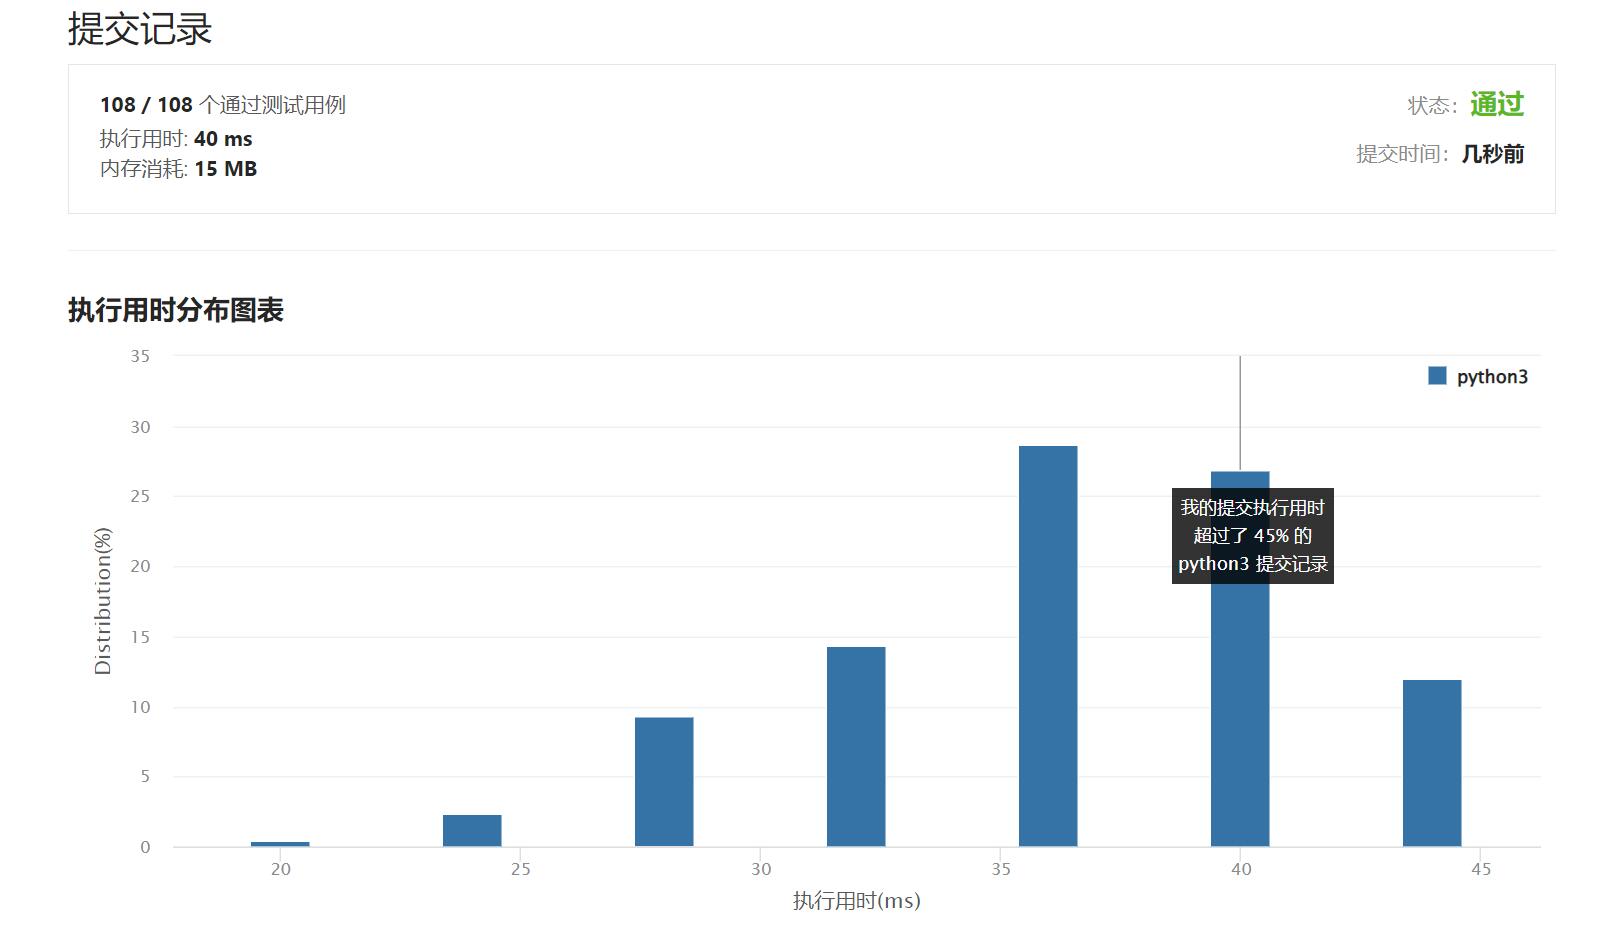 提交记录
108 / 108 个通过测试用例
状态：通过
执行用时: 40 ms
提交时间：几秒前
内存消耗: 15 MB
执行用时分布图表
35
python3
30
25
我的提交执行用时
超过了 45% 的
python3 提交记录
20
15
10
5
0
Distribution(%)
20 25 30 35 40 45
执行用时(ms)